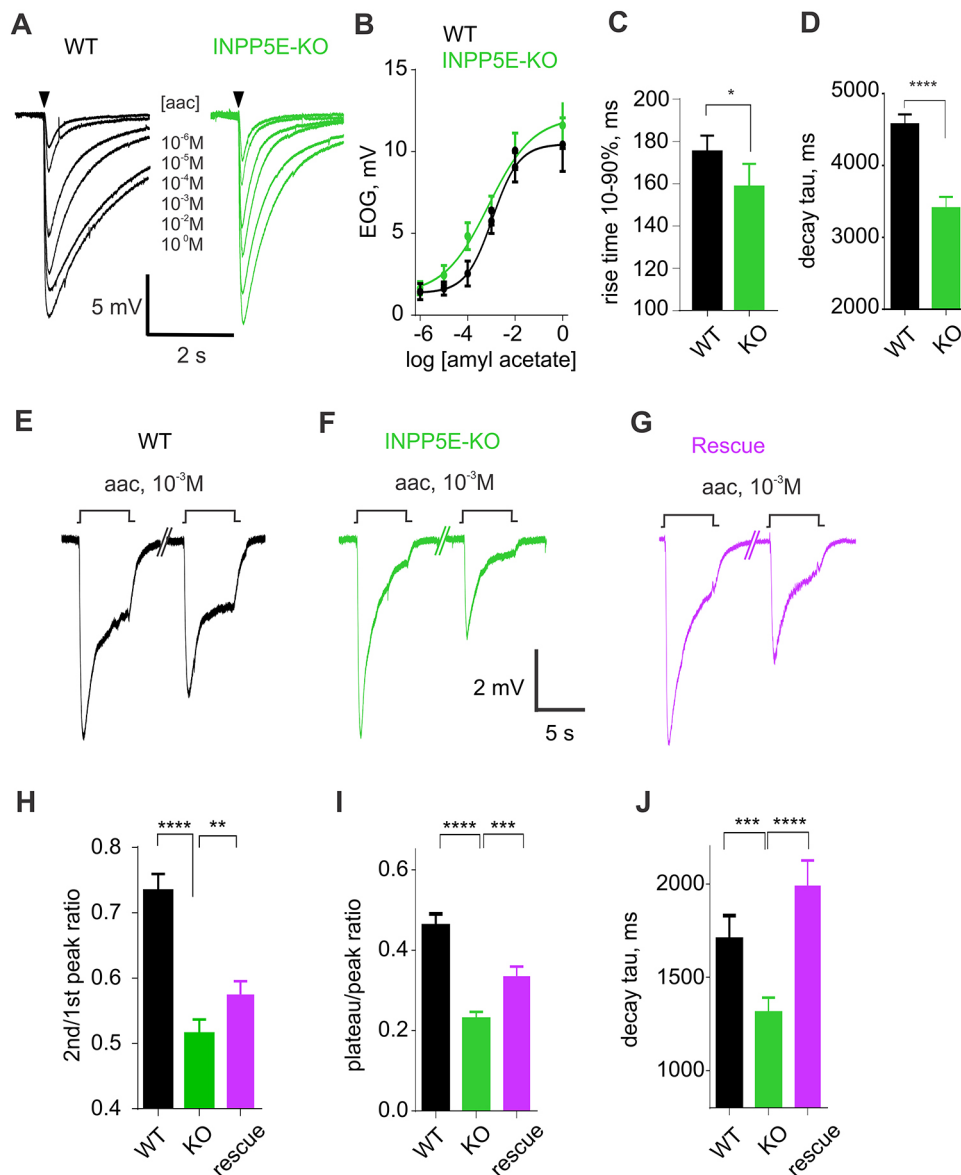 A
WT
INPP5E-KO
[aac]
10⁻⁶M
10⁻⁵M
10⁻⁴M
10⁻³M
10⁻²M
10⁰M
5 mV
2 s
B
WT
INPP5E-KO
15
10
5
0
EOG, mV
-6
-4
-2
0
log [amyl acetate]
C
*
200
180
160
140
120
100
rise time 10-90%, ms
WT
KO
D
****
5000
4000
3000
2000
decay tau, ms
WT
KO
E
WT
aac, 10⁻³M
F
INPP5E-KO
aac, 10⁻³M
2 mV
5 s
G
Rescue
aac, 10⁻³M
H
****
**
0.8
0.7
0.6
0.5
0.4
2nd/1st peak ratio
WT
KO
rescue
I
****
***
0.6
0.4
0.2
0.0
plateau/peak ratio
WT
KO
rescue
J
***
****
2000
1500
1000
decay tau, ms
WT
KO
rescue